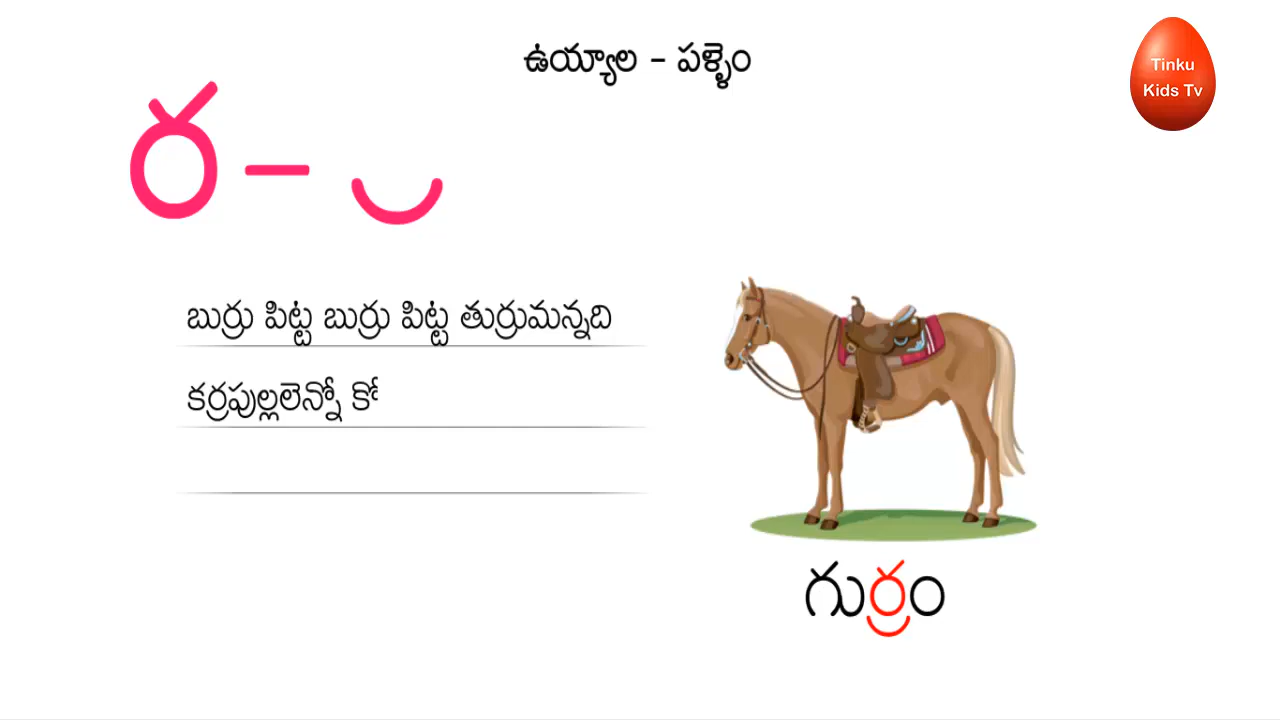 ఉయ్యాల - పళ్ళెం
Tinku
Kids Tv
ర - ్ర
బుర్రు పిట్ట బుర్రు పిట్ట తుర్రుమన్నది
కర్రపుల్లలెన్నో కో
గుర్రం